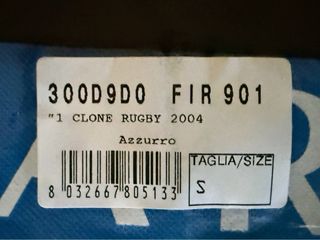 300D9D0 FIR 901
"1 CLONE RUGBY 2004
Azzurro
TAGLIA/SIZE
S
8 032667 805133